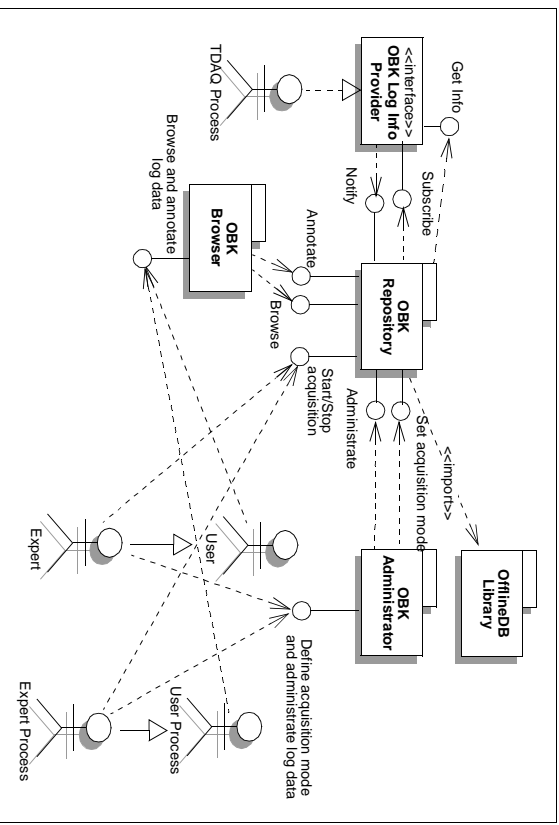 TDAQ Process
<<interface>>
OBK Log Info
Provider
Get Info
Notify
Subscribe
Browse and annotate
log data
OBK
Browser
Annotate
Browse
OBK
Repository
Start/Stop
acquisition
Administrate
Set acquisition mode
<<import>>
OBK
Administrator
OfflineDB
Library
Expert
User
Define acquisition mode
and administrate log data
Expert Process
User Process